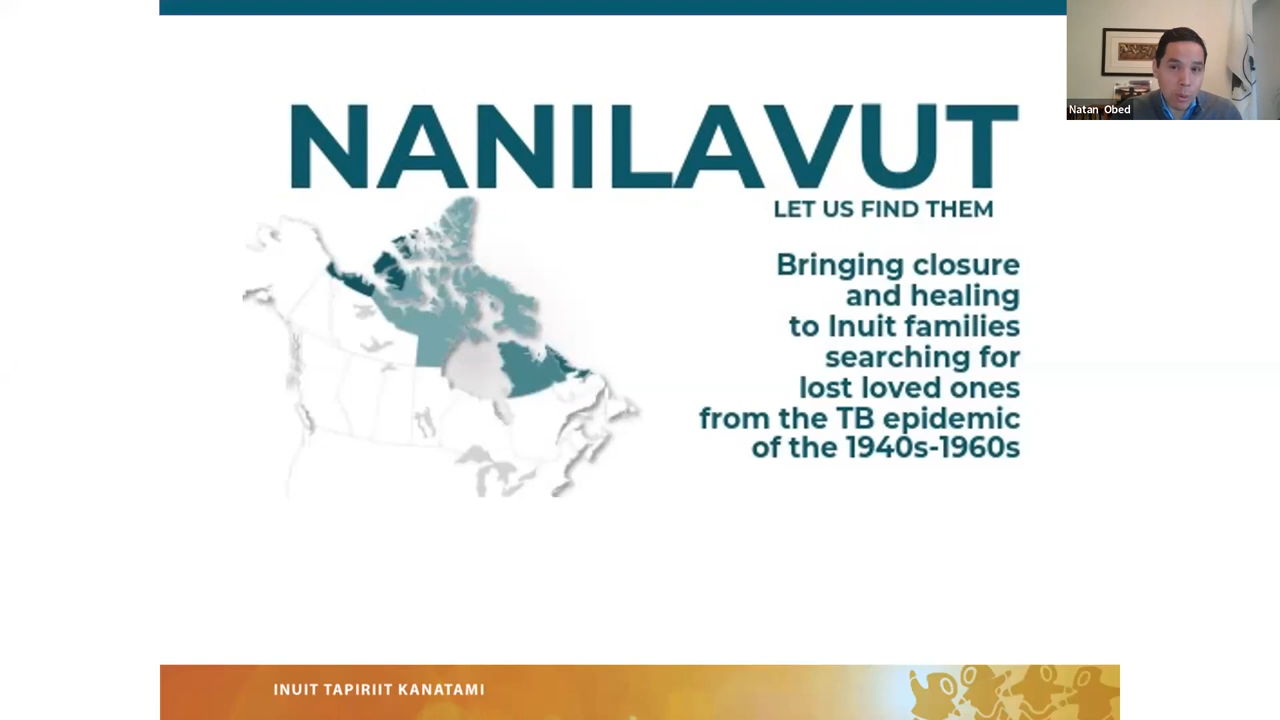 NANILAVUT
LET US FIND THEM
Bringing closure
and healing
to Inuit families
searching for
lost loved ones
from the TB epidemic
of the 1940s-1960s
INUIT TAPIRIIT KANATAMI
Natan Obed